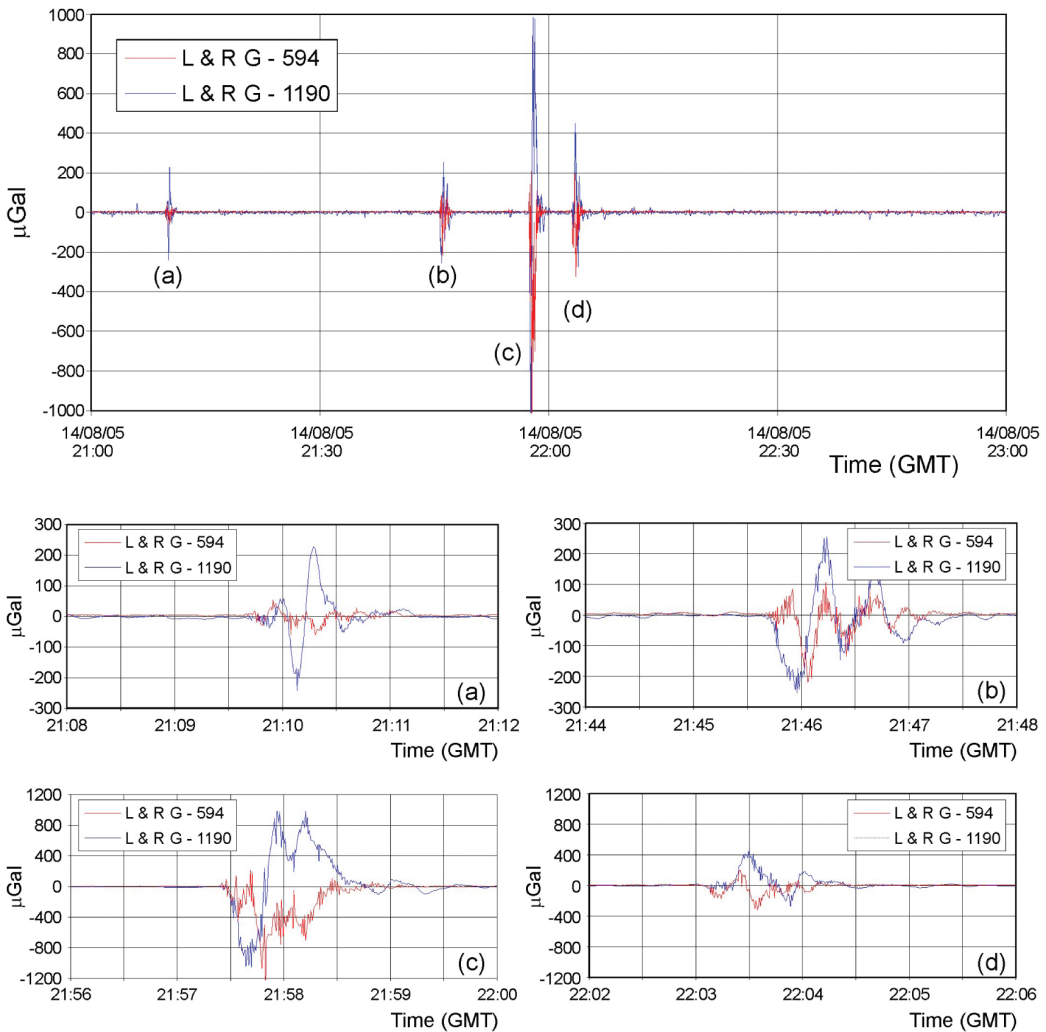 1000
800
600
400
200
0
-200
-400
-600
-800
-1000
μGal
L & R G - 594
L & R G - 1190
(a)
(b)
(c)
(d)
14/08/05 14/08/05 14/08/05 14/08/05 14/08/05
21:00 21:30 22:00 22:30 23:00
Time (GMT)
300
200
100
0
-100
-200
-300
μGal
L & R G - 594
L & R G - 1190
(a)
21:08 21:09 21:10 21:11 21:12
Time (GMT)
300
200
100
0
-100
-200
-300
μGal
L & R G - 594
L & R G - 1190
(b)
21:44 21:45 21:46 21:47 21:48
Time (GMT)
1200
800
400
0
-400
-800
-1200
μGal
L & R G - 594
L & R G - 1190
(c)
21:56 21:57 21:58 21:59 22:00
Time (GMT)
1200
800
400
0
-400
-800
-1200
μGal
L & R G - 594
L & R G - 1190
(d)
22:02 22:03 22:04 22:05 22:06
Time (GMT)